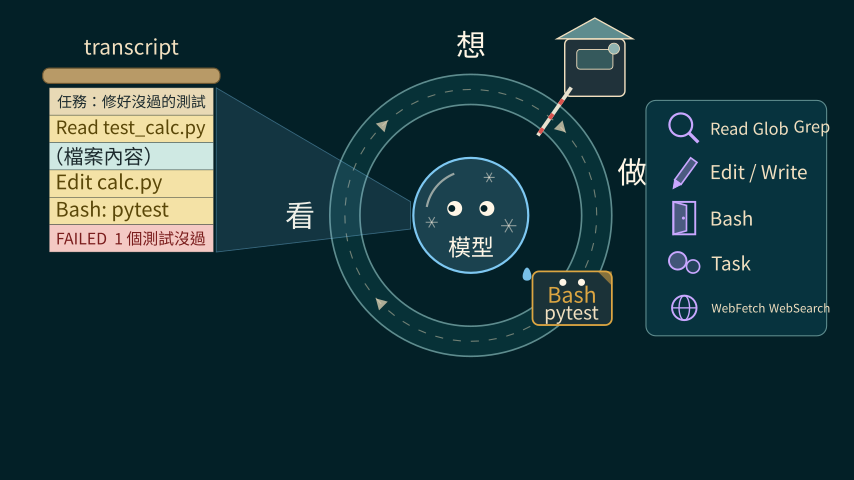 transcript
任務：修好沒過的測試
Read test_calc.py
（檔案內容）
Edit calc.py
Bash: pytest
FAILED 1 個測試沒過
想
看
做
模型
Bash
pytest
Read Glob Grep
Edit / Write
Bash
Task
WebFetch WebSearch